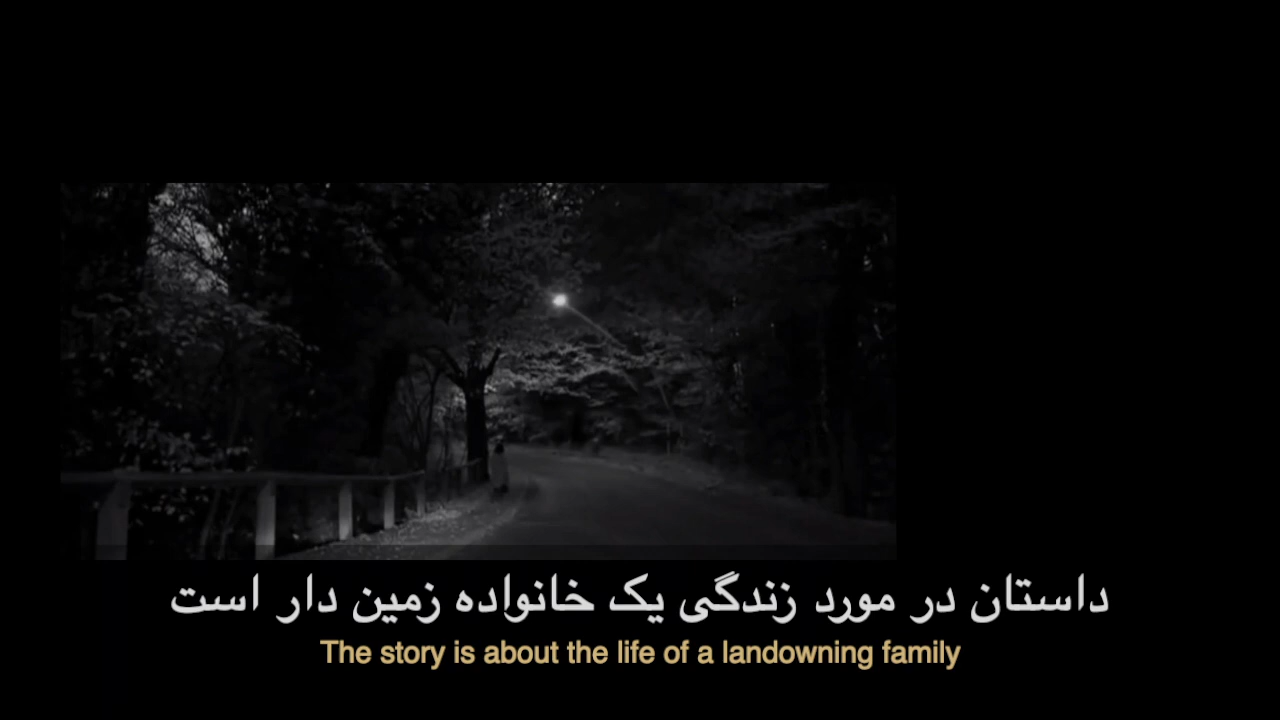 داستان در مورد زندگی یک خانواده زمین دار است
The story is about the life of a landowning family